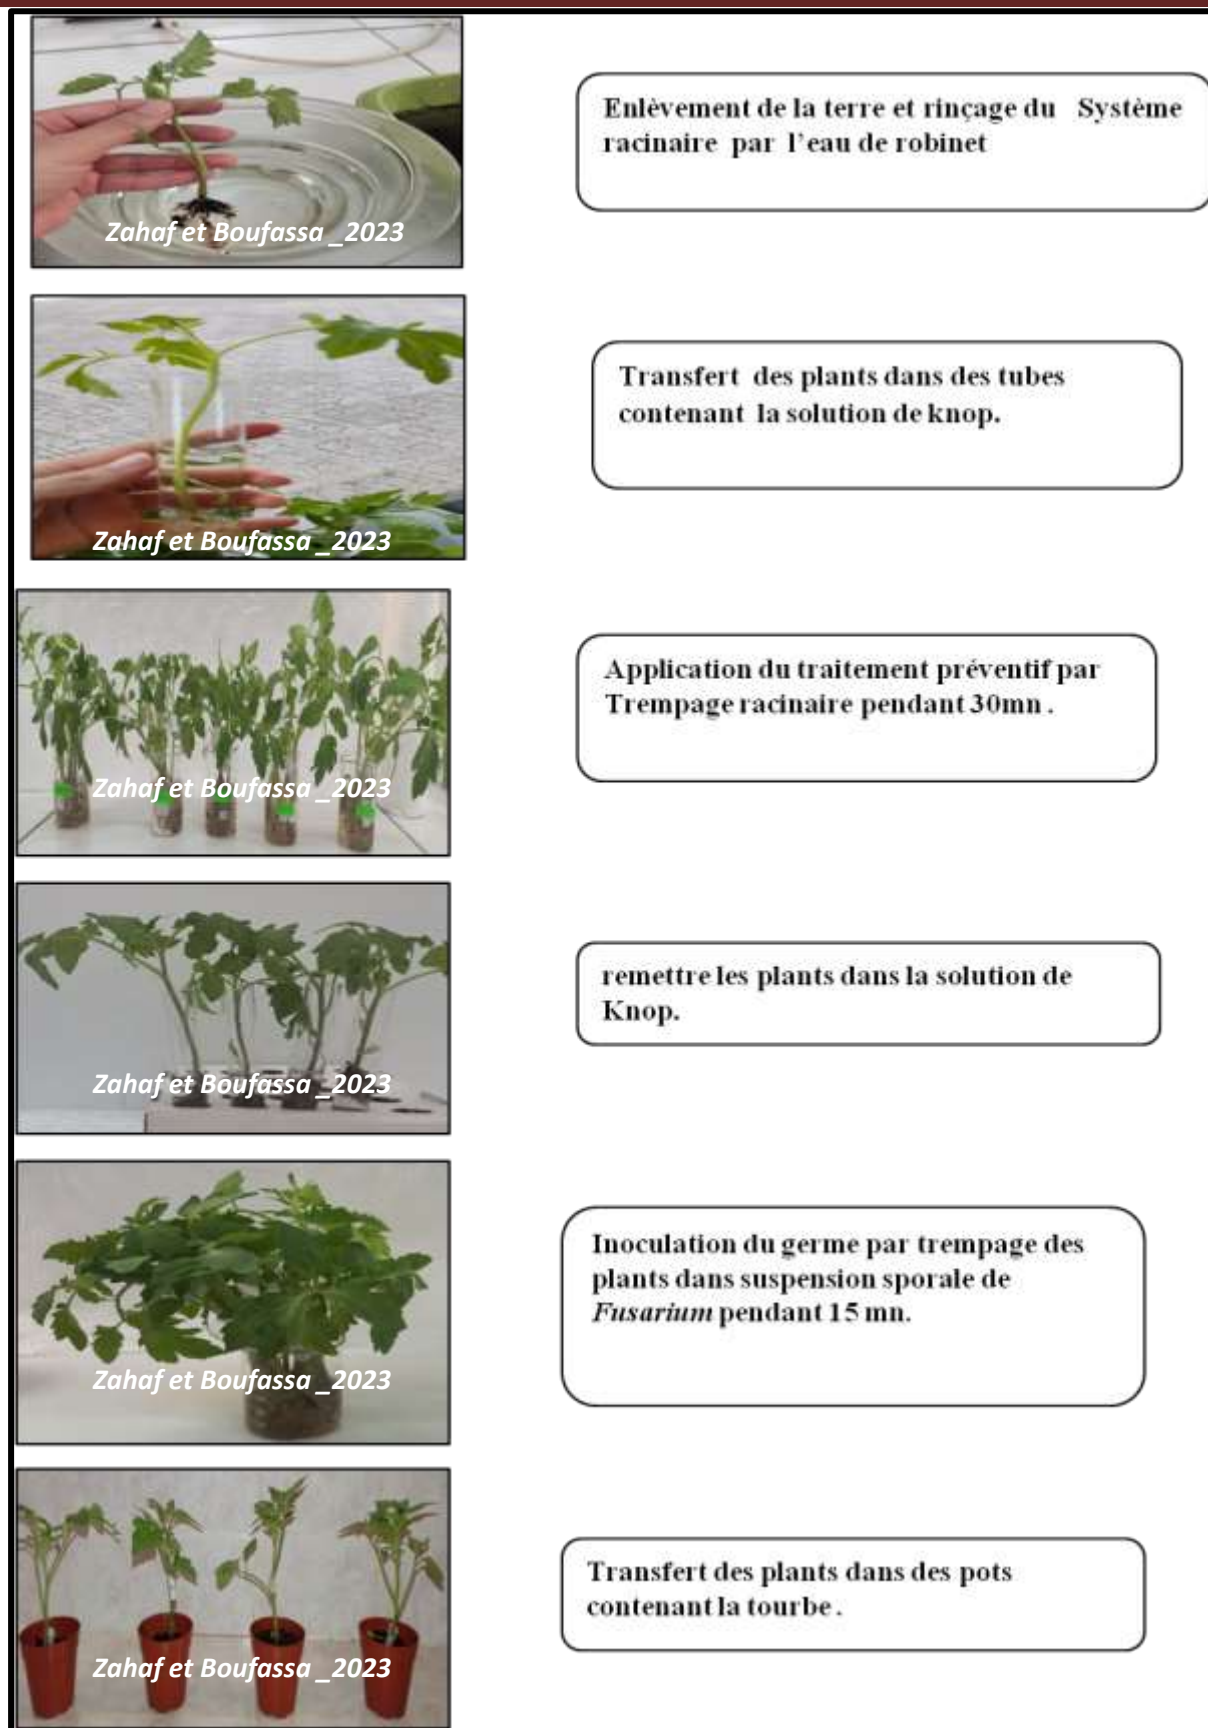 Zahaf et Boufassa _2023
Enlèvement de la terre et rinçage du Système
racinaire par l'eau de robinet
Zahaf et Boufassa _2023
Transfert des plants dans des tubes
contenant la solution de knop.
Zahaf et Boufassa _2023
Application du traitement préventif par
Trempage racinaire pendant 30mn .
Zahaf et Boufassa _2023
remettre les plants dans la solution de
Knop.
Zahaf et Boufassa _2023
Inoculation du germe par trempage des
plants dans suspension sporale de
Fusarium pendant 15 mn.
Zahaf et Boufassa _2023
Transfert des plants dans des pots
contenant la tourbe .